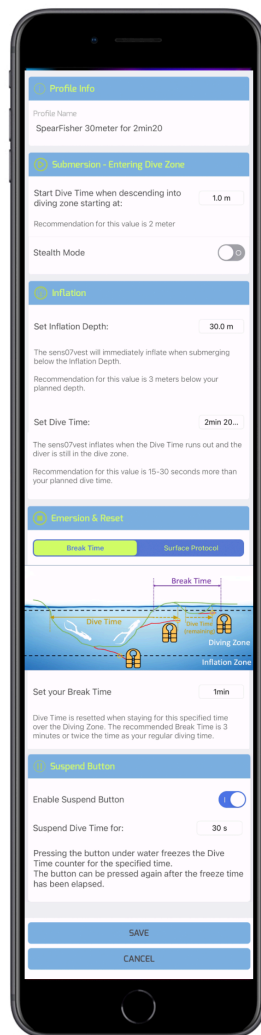 Profile Info
Profile Name
SpearFisher 30meter for 2min20
Submersion - Entering Dive Zone
Start Dive Time when descending into
diving zone starting at:
1.0 m
Recommendation for this value is 2 meter
Stealth Mode
Inflation
Set Inflation Depth:
30.0 m
The sens07vest will immediately inflate when submerging
below the Inflation Depth.
Recommendation for this value is 3 meters below your
planned depth.
Set Dive Time:
2min 20...
The sens07vest inflates when the Dive Time runs out and the
diver is still in the dive zone.
Recommendation for this value is 15-30 seconds more than
your planned dive time.
Emersion & Reset
Break Time
Surface Protocol
Break Time
Dive Time
Dive Time
Diving Zone
Inflation Zone
Set your Break Time
1min
Dive Time is resetted when staying for this specified time
over the Diving Zone. The recommended Break Time is 3
minutes or twice the time as your regular diving time.
Suspend Button
Enable Suspend Button
Suspend Dive Time for:
30 s
Pressing the button under water freezes the Dive
Time counter for the specified time.
The button can be pressed again after the freeze time
has been elapsed.
SAVE
CANCEL